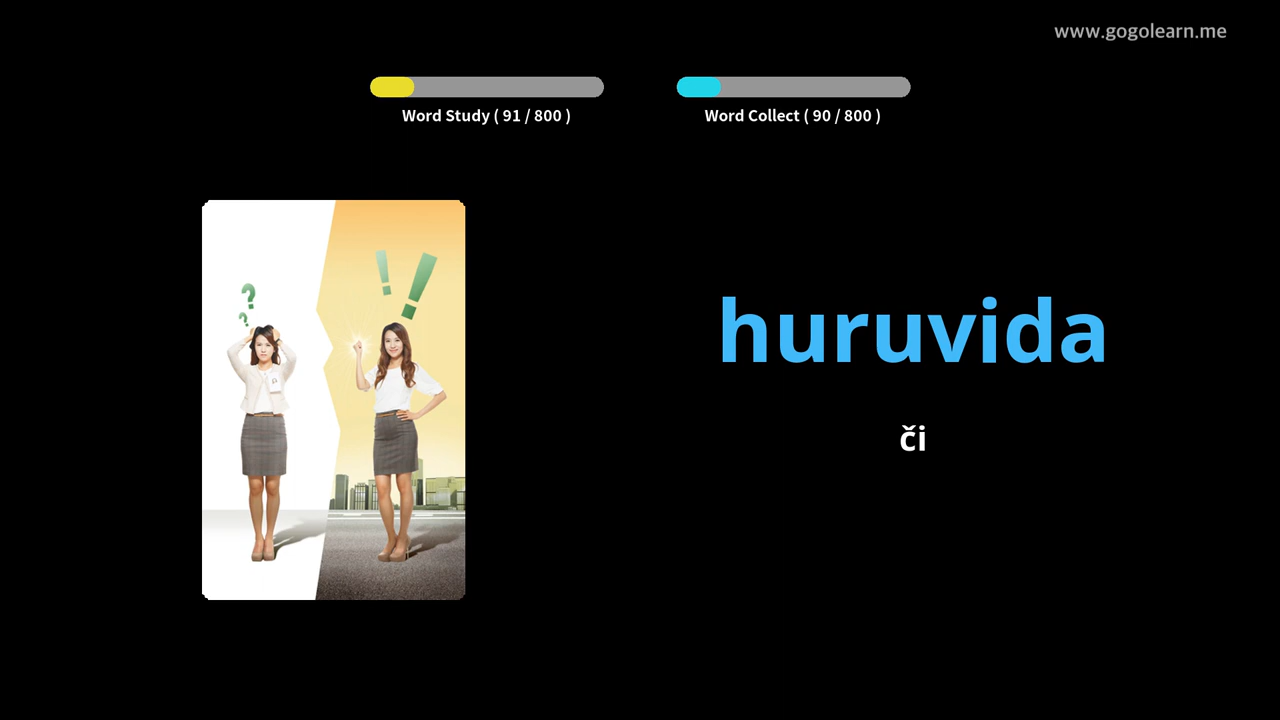 www.gogolearn.me
Word Study ( 91 / 800 )
Word Collect ( 90 / 800 )
? !
? !
huruvida
či